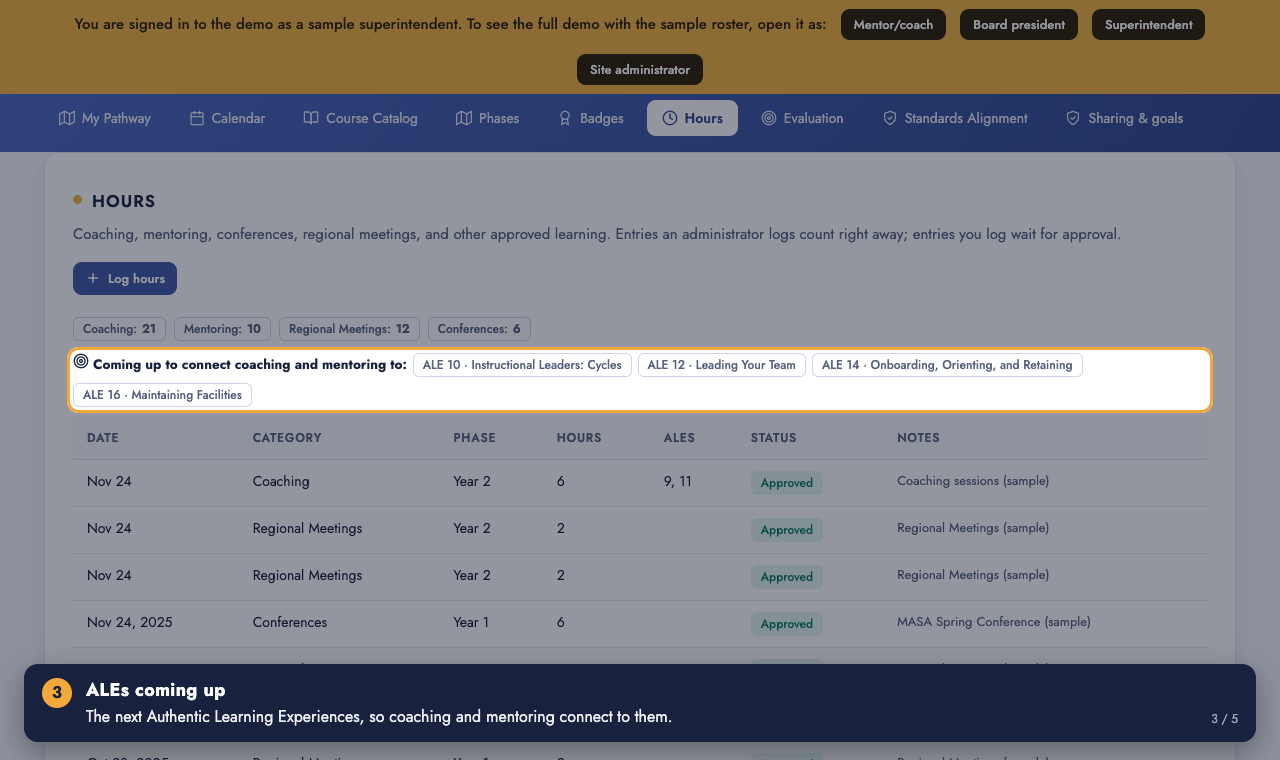 You are signed in to the demo as a sample superintendent. To see the full demo with the sample roster, open it as: Mentor/coach Board president Superintendent
Site administrator
My Pathway Calendar Course Catalog Phases Badges Hours Evaluation Standards Alignment Sharing & goals
HOURS
Coaching, mentoring, conferences, regional meetings, and other approved learning. Entries an administrator logs count right away; entries you log wait for approval.
+ Log hours
Coaching: 21 Mentoring: 10 Regional Meetings: 12 Conferences: 6
Coming up to connect coaching and mentoring to: ALE 10 · Instructional Leaders: Cycles ALE 12 · Leading Your Team ALE 14 · Onboarding, Orienting, and Retaining
ALE 16 · Maintaining Facilities
DATE CATEGORY PHASE HOURS ALES STATUS NOTES
Nov 24 Coaching Year 2 6 9, 11 Approved Coaching sessions (sample)
Nov 24 Regional Meetings Year 2 2 Approved Regional Meetings (sample)
Nov 24 Regional Meetings Year 2 2 Approved Regional Meetings (sample)
Nov 24, 2025 Conferences Year 1 6 Approved MASA Spring Conference (sample)
3 ALEs coming up
The next Authentic Learning Experiences, so coaching and mentoring connect to them.
3 / 5